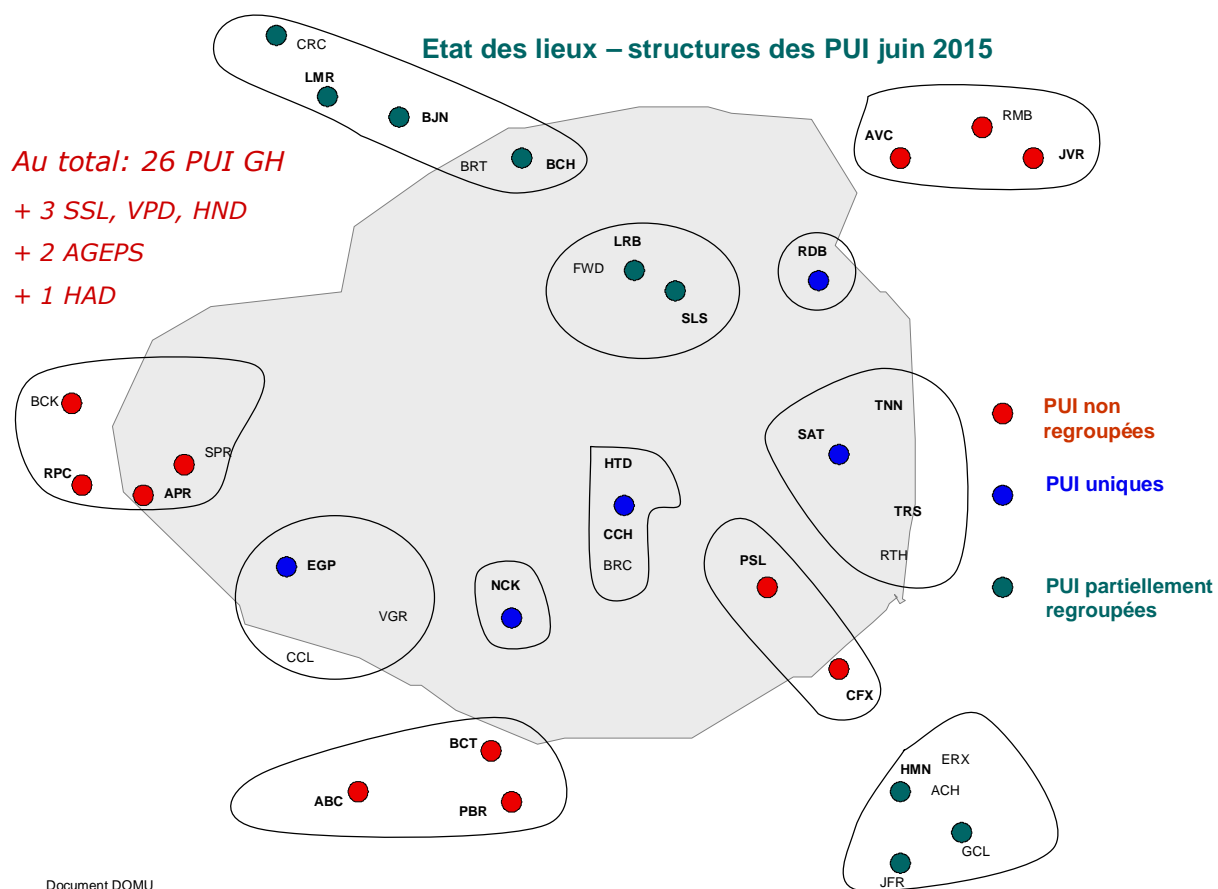 CRC
Etat des lieux – structures des PUI juin 2015
LMR
BJN
RMB
AVC
JVR
Au total: 26 PUI GH
BRT
BCH
+ 3 SSL, VPD, HND
+ 2 AGEPS
+ 1 HAD
LRB
FWD
SLS
RDB
BCK
SPR
RPC
APR
TNN
SAT
TRS
RTH
PUI non
regroupées
PUI uniques
PUI partiellement
regroupées
HTD
CCH
BRC
EGP
VGR
CCL
NCK
PSL
CFX
BCT
ABC
PBR
ERX
HMN
ACH
GCL
JFR
Document DOMU